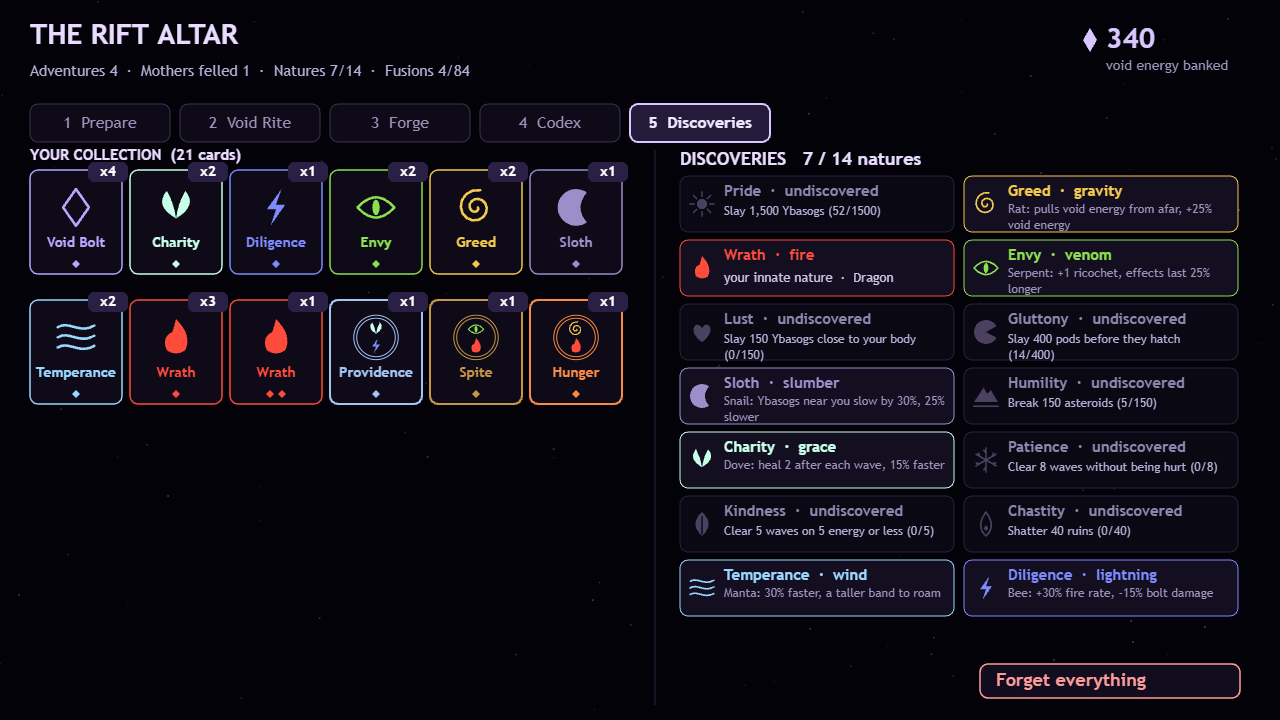 THE RIFT ALTAR
340
Adventures 4 · Mothers felled 1 · Natures 7/14 · Fusions 4/84
void energy banked
1 Prepare
2 Void Rite
3 Forge
4 Codex
5 Discoveries
YOUR COLLECTION (21 cards)
x4
x2
x1
x2
x2
x1
Void Bolt
Charity
Diligence
Envy
Greed
Sloth
x2
x3
x1
x1
x1
x1
Temperance
Wrath
Wrath
Providence
Spite
Hunger
DISCOVERIES 7 / 14 natures
Pride · undiscovered
Slay 1,500 Ybasogs (52/1500)
Greed · gravity
Rat: pulls void energy from afar, +25%
void energy
Wrath · fire
your innate nature · Dragon
Envy · venom
Serpent: +1 ricochet, effects last 25%
longer
Lust · undiscovered
Slay 150 Ybasogs close to your body
(0/150)
Gluttony · undiscovered
Slay 400 pods before they hatch
(14/400)
Sloth · slumber
Snail: Ybasogs near you slow by 30%, 25%
slower
Humility · undiscovered
Break 150 asteroids (5/150)
Charity · grace
Dove: heal 2 after each wave, 15% faster
Patience · undiscovered
Clear 8 waves without being hurt (0/8)
Kindness · undiscovered
Clear 5 waves on 5 energy or less (0/5)
Chastity · undiscovered
Shatter 40 ruins (0/40)
Temperance · wind
Manta: 30% faster, a taller band to roam
Diligence · lightning
Bee: +30% fire rate, -15% bolt damage
Forget everything